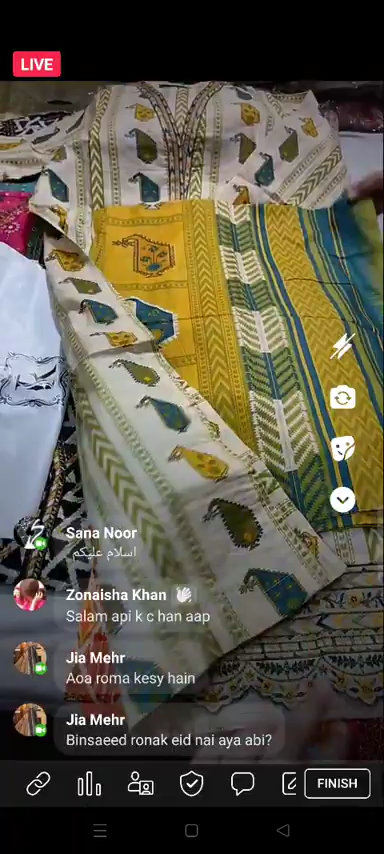 LIVE
Sana Noor
اسلام علیکم
Zonaisha Khan 👋
Salam api k c han aap
Jia Mehr
Aoa roma kesy hain
Jia Mehr
Binsaeed ronak eid nai aya abi?
FINISH